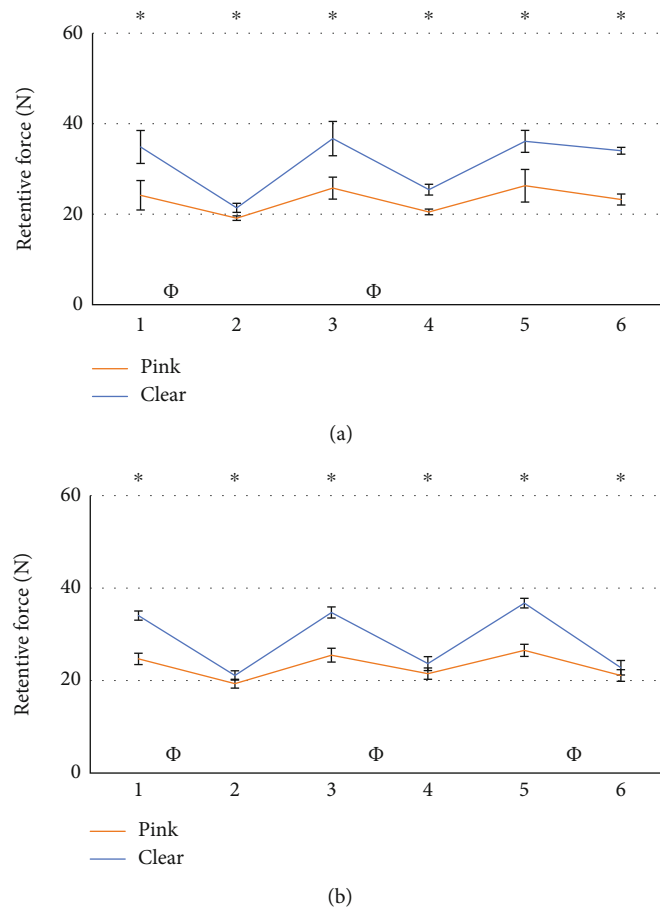 * * * * * *
60
40
20
0
Retentive force (N)
Φ Φ
1 2 3 4 5 6
Pink
Clear
(a)
* * * * * *
60
40
20
0
Retentive force (N)
Φ Φ Φ
1 2 3 4 5 6
Pink
Clear
(b)